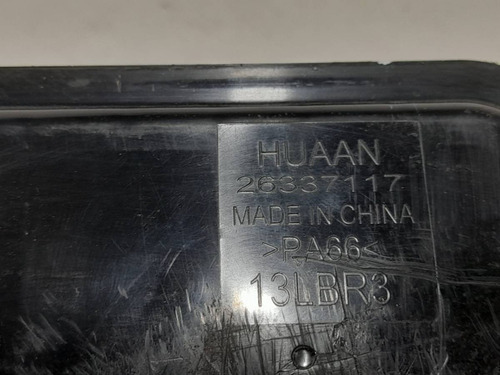 HUAAN
26337117
MADE IN CHINA
>PA66<
13LBR3